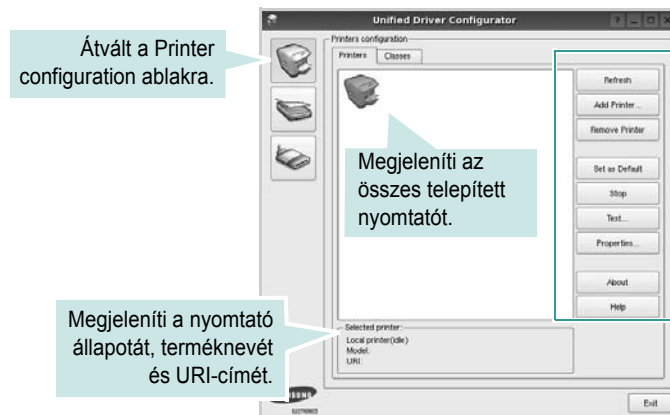 Unified Driver Configurator
Átvált a Printer
configuration ablakra.
Printers configuration
Printers
Classes
Refresh
Add Printer...
Remove Printer
Set as Default
Stop
Test...
Properties...
About
Help
Megjeleníti az
összes telepített
nyomtatót.
Megjeleníti a nyomtató
állapotát, terméknevét
és URI-címét.
Selected printer:
Local printer(idle)
Model:
URI:
ELECTRONICS
Exit